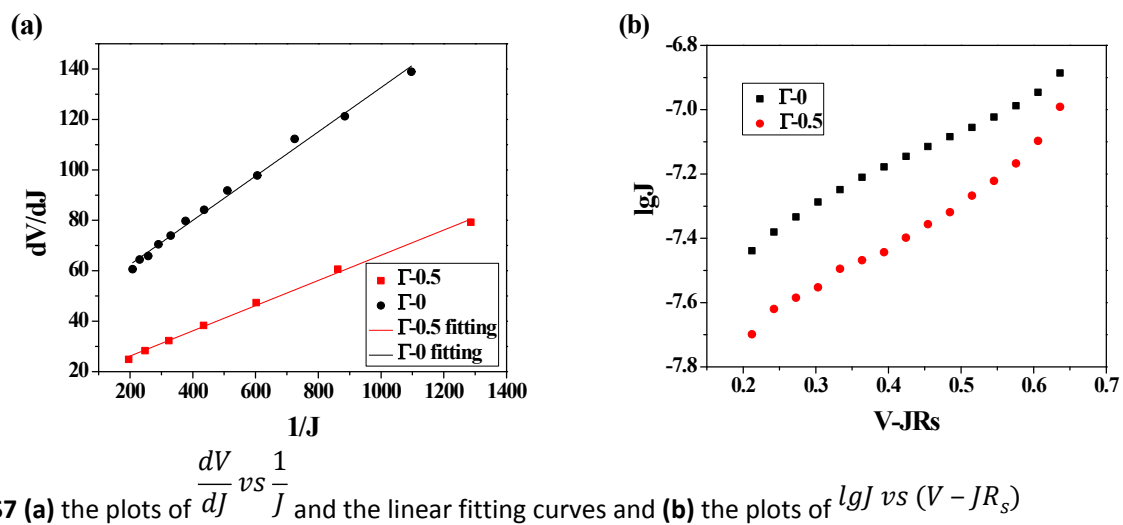 (a)
140
120
100
80
60
40
20
dV/dJ
Γ-0.5
Γ-0
Γ-0.5 fitting
Γ-0 fitting
200 400 600 800 1000 1200 1400
1/J
(b)
-6.8
-7.0
-7.2
-7.4
-7.6
-7.8
lgJ
Γ-0
Γ-0.5
0.2 0.3 0.4 0.5 0.6 0.7
V-JRs
S7 (a) the plots of dV/dJ vs 1/J and the linear fitting curves and (b) the plots of lgJ vs (V – JRs)